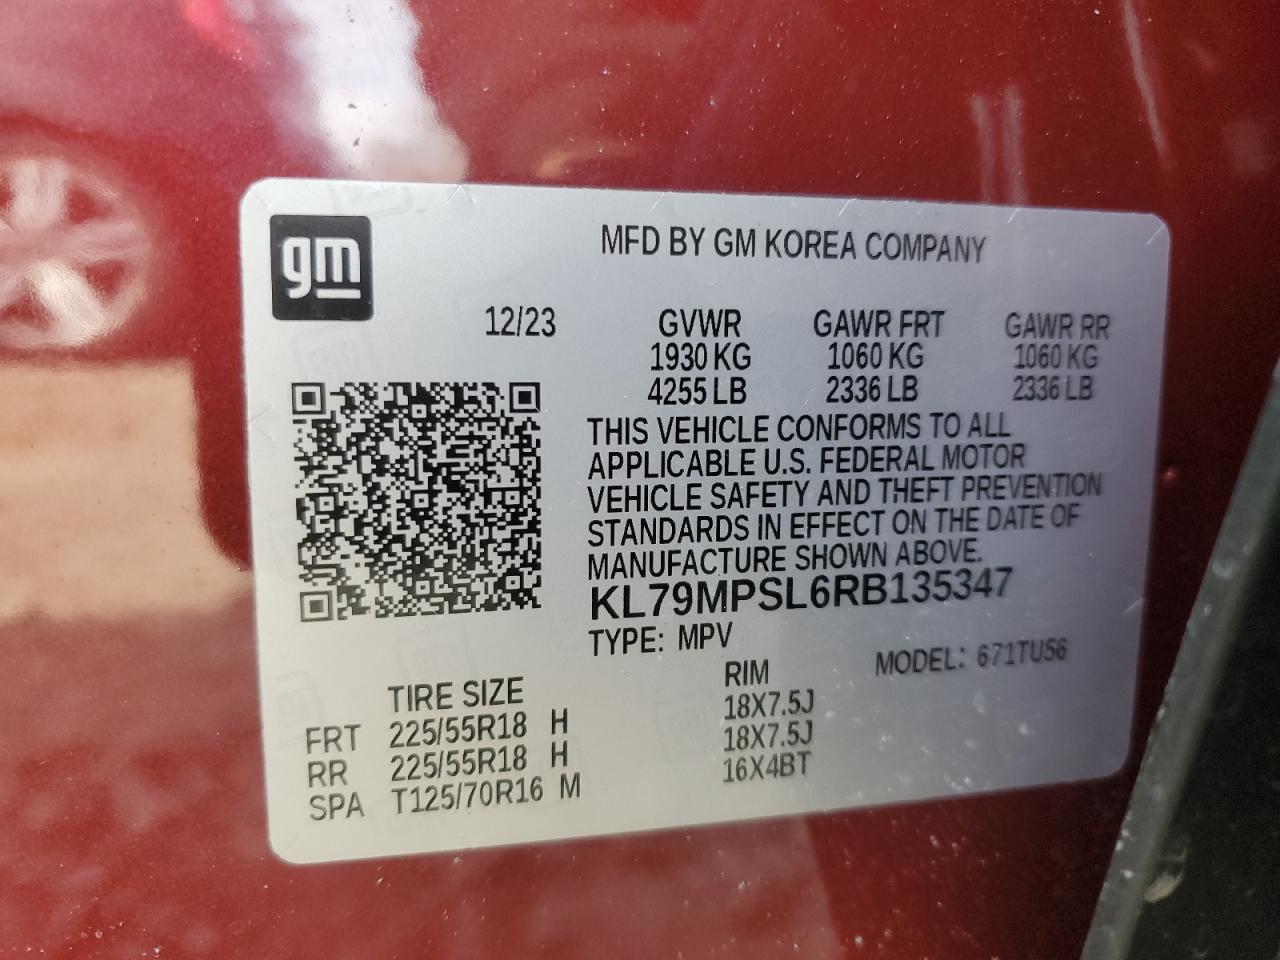 gm
MFD BY GM KOREA COMPANY
12/23 GVWR GAWR FRT GAWR RR
1930 KG 1060 KG 1060 KG
4255 LB 2336 LB 2336 LB
THIS VEHICLE CONFORMS TO ALL
APPLICABLE U.S. FEDERAL MOTOR
VEHICLE SAFETY AND THEFT PREVENTION
STANDARDS IN EFFECT ON THE DATE OF
MANUFACTURE SHOWN ABOVE.
KL79MPSL6RB135347
TYPE: MPV MODEL: 671TU56
TIRE SIZE RIM
FRT 225/55R18 H 18X7.5J
RR 225/55R18 H 18X7.5J
SPA T125/70R16 M 16X4BT